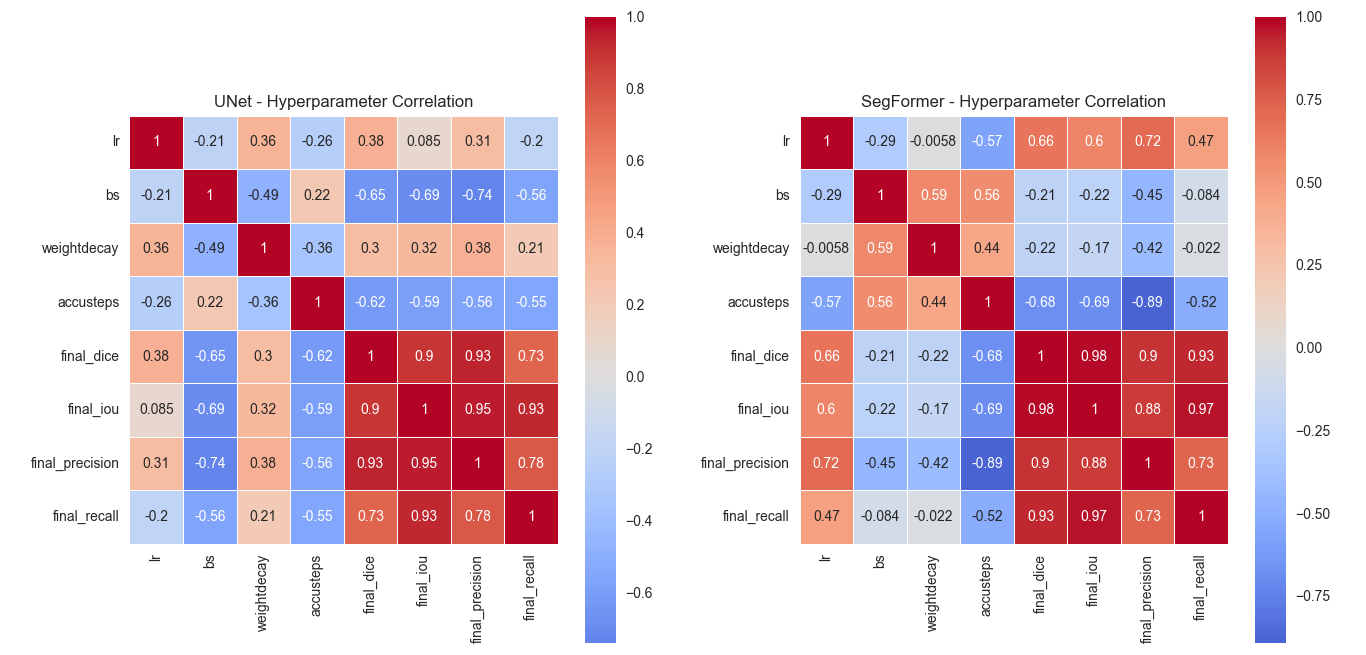 UNet - Hyperparameter Correlation
lr 1 -0.21 0.36 -0.26 0.38 0.085 0.31 -0.2
bs -0.21 1 -0.49 0.22 -0.65 -0.69 -0.74 -0.56
weightdecay 0.36 -0.49 1 -0.36 0.3 0.32 0.38 0.21
accusteps -0.26 0.22 -0.36 1 -0.62 -0.59 -0.56 -0.55
final_dice 0.38 -0.65 0.3 -0.62 1 0.9 0.93 0.73
final_iou 0.085 -0.69 0.32 -0.59 0.9 1 0.95 0.93
final_precision 0.31 -0.74 0.38 -0.56 0.93 0.95 1 0.78
final_recall -0.2 -0.56 0.21 -0.55 0.73 0.93 0.78 1
lr bs weightdecay accusteps final_dice final_iou final_precision final_recall
1.0
0.8
0.6
0.4
0.2
0.0
−0.2
−0.4
−0.6
SegFormer - Hyperparameter Correlation
lr 1 -0.29 -0.0058 -0.57 0.66 0.6 0.72 0.47
bs -0.29 1 0.59 0.56 -0.21 -0.22 -0.45 -0.084
weightdecay -0.0058 0.59 1 0.44 -0.22 -0.17 -0.42 -0.022
accusteps -0.57 0.56 0.44 1 -0.68 -0.69 -0.89 -0.52
final_dice 0.66 -0.21 -0.22 -0.68 1 0.98 0.9 0.93
final_iou 0.6 -0.22 -0.17 -0.69 0.98 1 0.88 0.97
final_precision 0.72 -0.45 -0.42 -0.89 0.9 0.88 1 0.73
final_recall 0.47 -0.084 -0.022 -0.52 0.93 0.97 0.73 1
lr bs weightdecay accusteps final_dice final_iou final_precision final_recall
1.00
0.75
0.50
0.25
0.00
−0.25
−0.50
−0.75